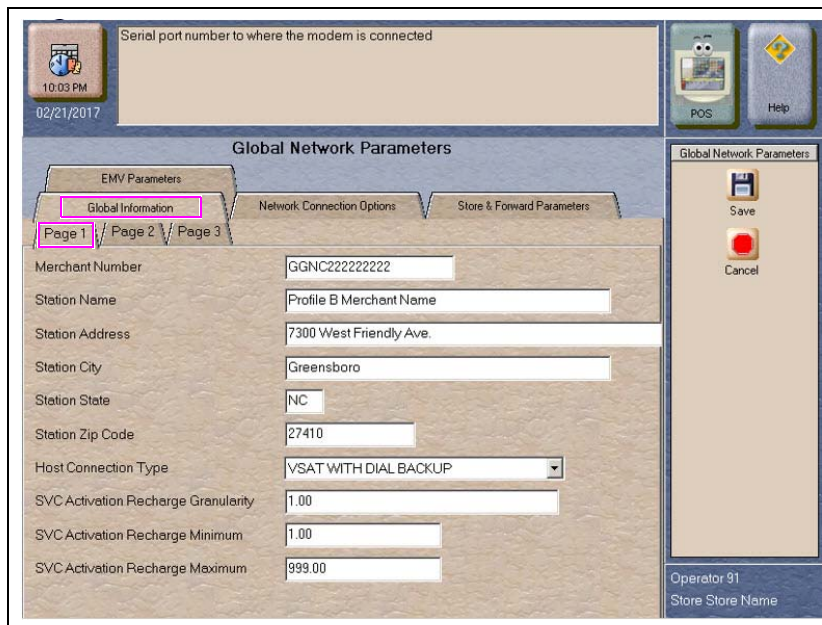 Serial port number to where the modem is connected
10:03 PM
02/21/2017
POS
Help
Global Network Parameters
EMV Parameters
Global Information
Network Connection Options
Store & Forward Parameters
Page 1
Page 2
Page 3
Merchant Number
GGNC222222222
Station Name
Profile B Merchant Name
Station Address
7300 West Friendly Ave.
Station City
Greensboro
Station State
NC
Station Zip Code
27410
Host Connection Type
VSAT WITH DIAL BACKUP
SVC Activation Recharge Granularity
1.00
SVC Activation Recharge Minimum
1.00
SVC Activation Recharge Maximum
999.00
Global Network Parameters
Save
Cancel
Operator 91
Store Store Name